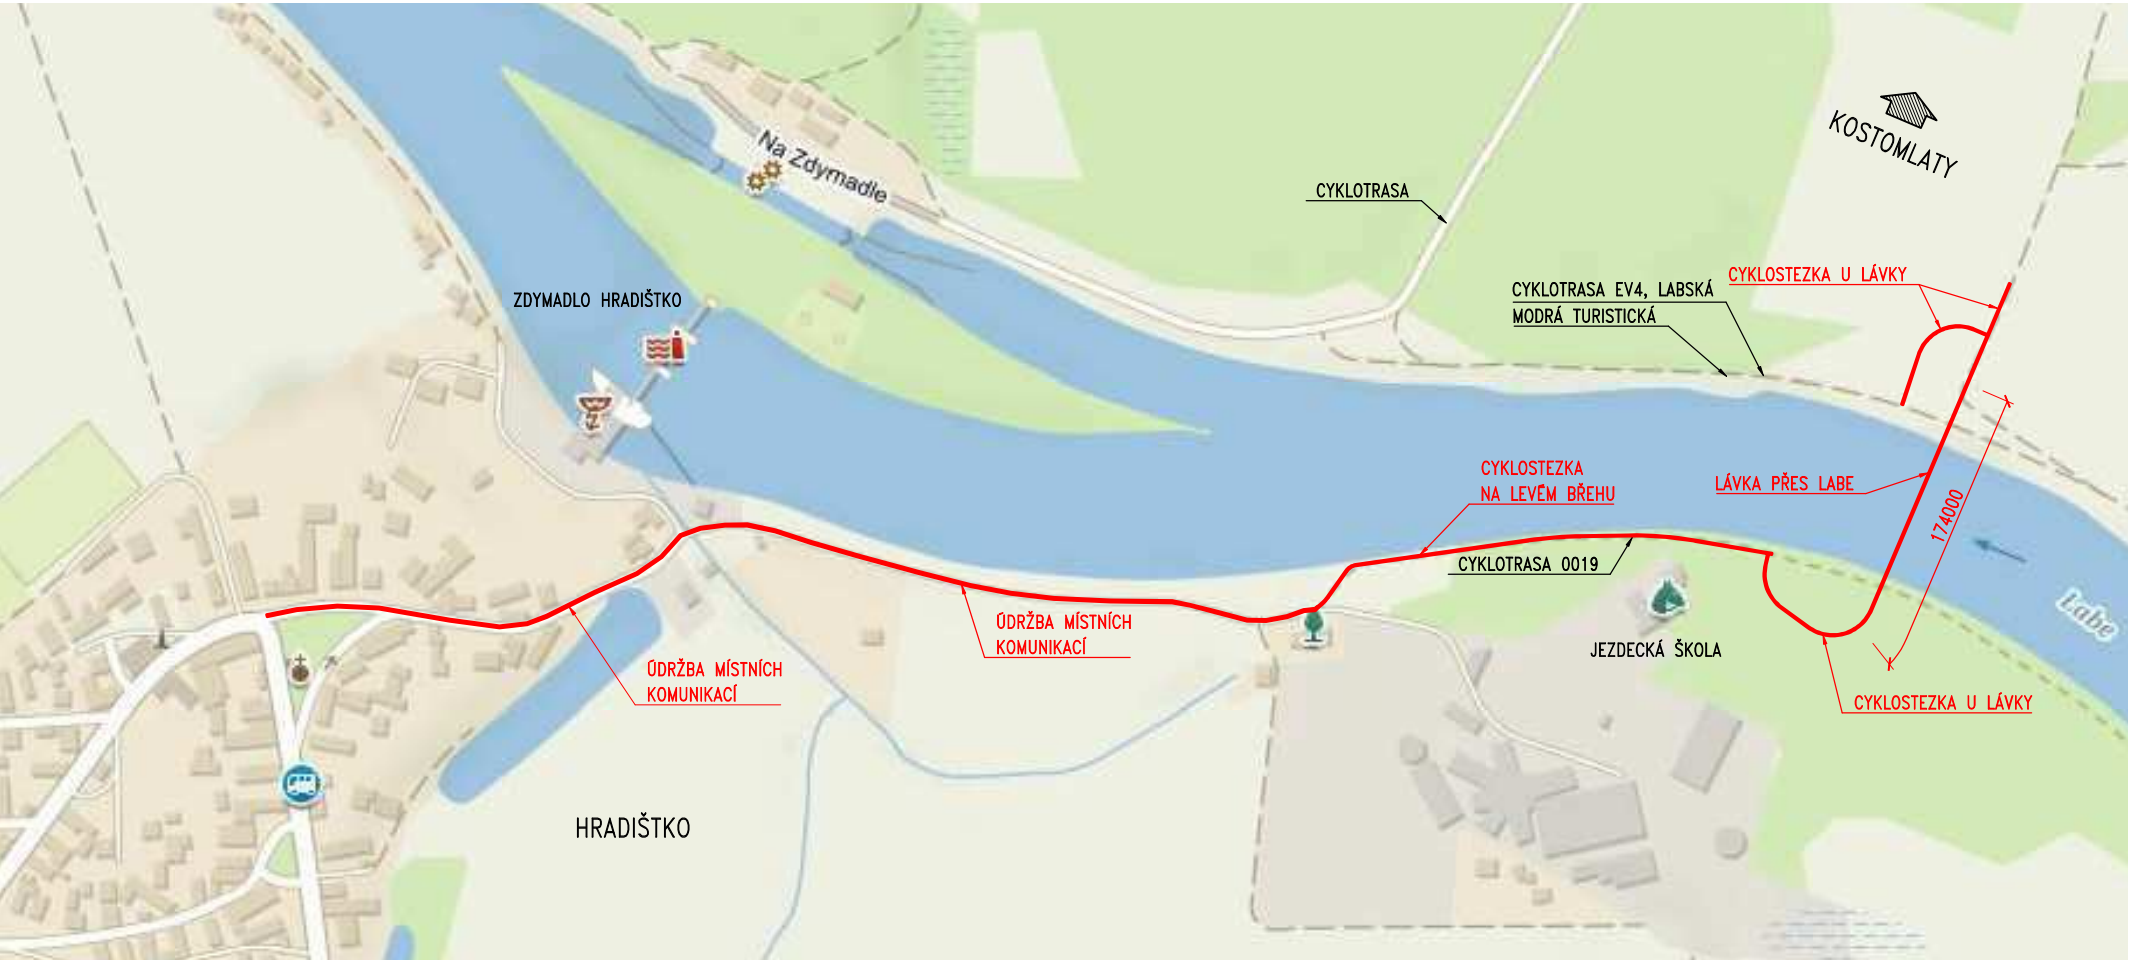 KOSTOMLATY
Na Zdymadle
CYKLOTRASA
CYKLOSTEZKA U LÁVKY
CYKLOTRASA EV4, LABSKÁ
MODRÁ TURISTICKÁ
ZDYMADLO HRADIŠTKO
CYKLOSTEZKA
NA LEVÉM BŘEHU
LÁVKA PŘES LABE
174000
CYKLOTRASA 0019
Labe
ÚDRŽBA MÍSTNÍCH
KOMUNIKACÍ
JEZDECKÁ ŠKOLA
ÚDRŽBA MÍSTNÍCH
KOMUNIKACÍ
CYKLOSTEZKA U LÁVKY
HRADIŠTKO